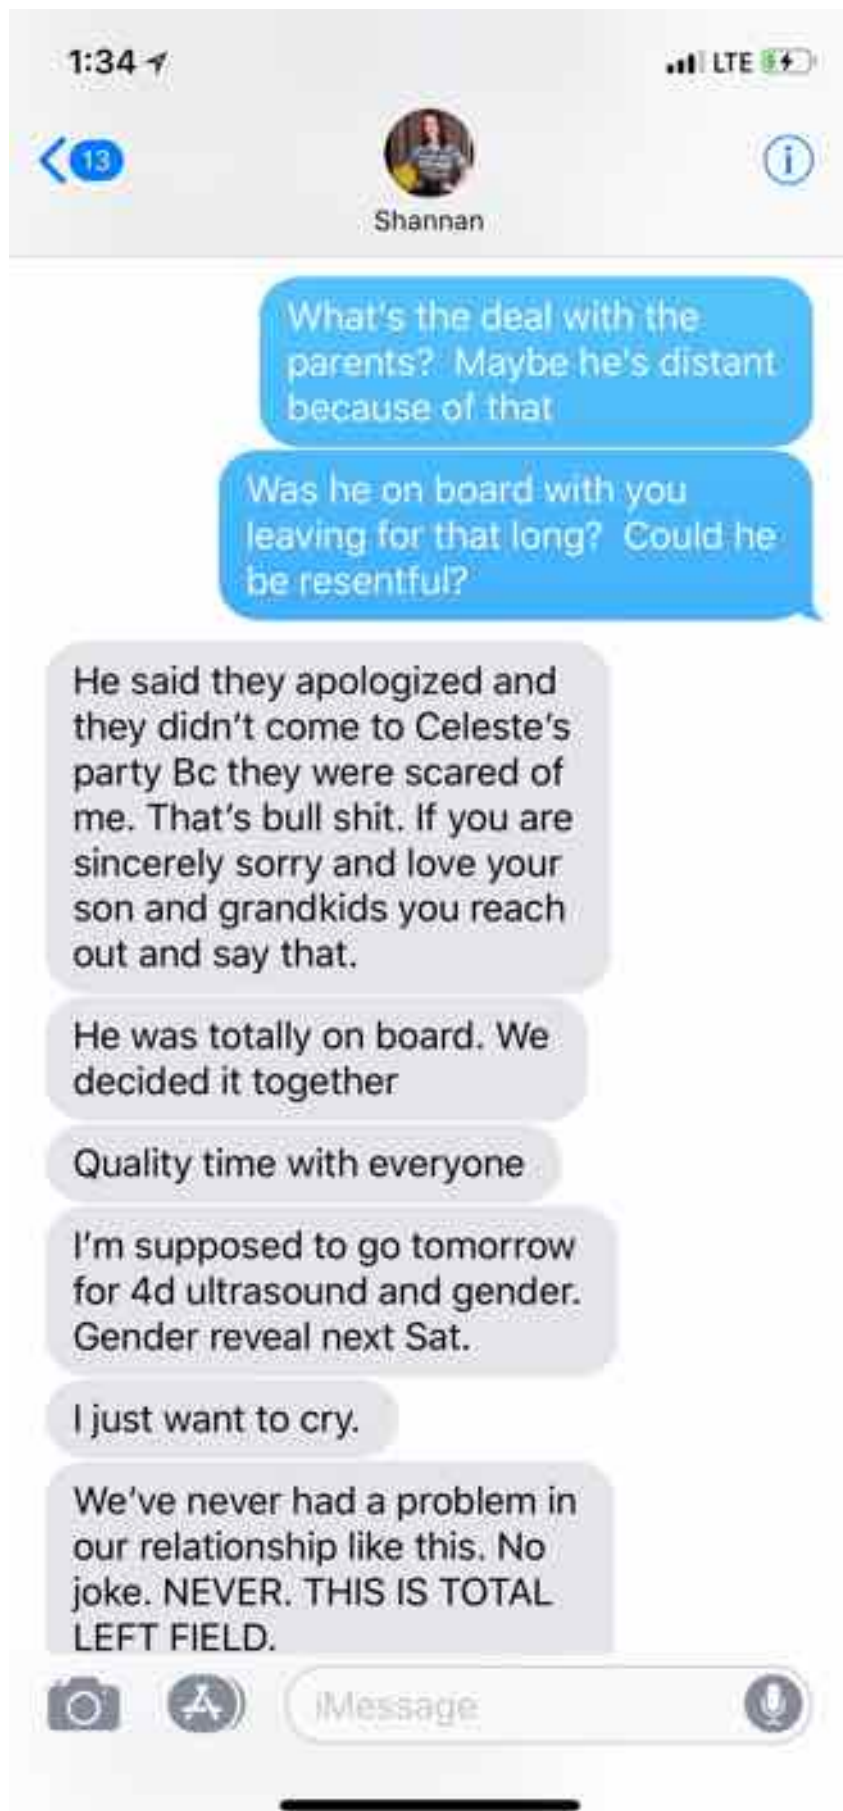 1:34
LTE
13
Shannan
What's the deal with the
parents?  Maybe he's distant
because of that
Was he on board with you
leaving for that long?  Could he
be resentful?
He said they apologized and
they didn't come to Celeste's
party Bc they were scared of
me. That's bull shit. If you are
sincerely sorry and love your
son and grandkids you reach
out and say that.
He was totally on board. We
decided it together
Quality time with everyone
I'm supposed to go tomorrow
for 4d ultrasound and gender.
Gender reveal next Sat.
I just want to cry.
We've never had a problem in
our relationship like this. No
joke. NEVER. THIS IS TOTAL
LEFT FIELD.
iMessage